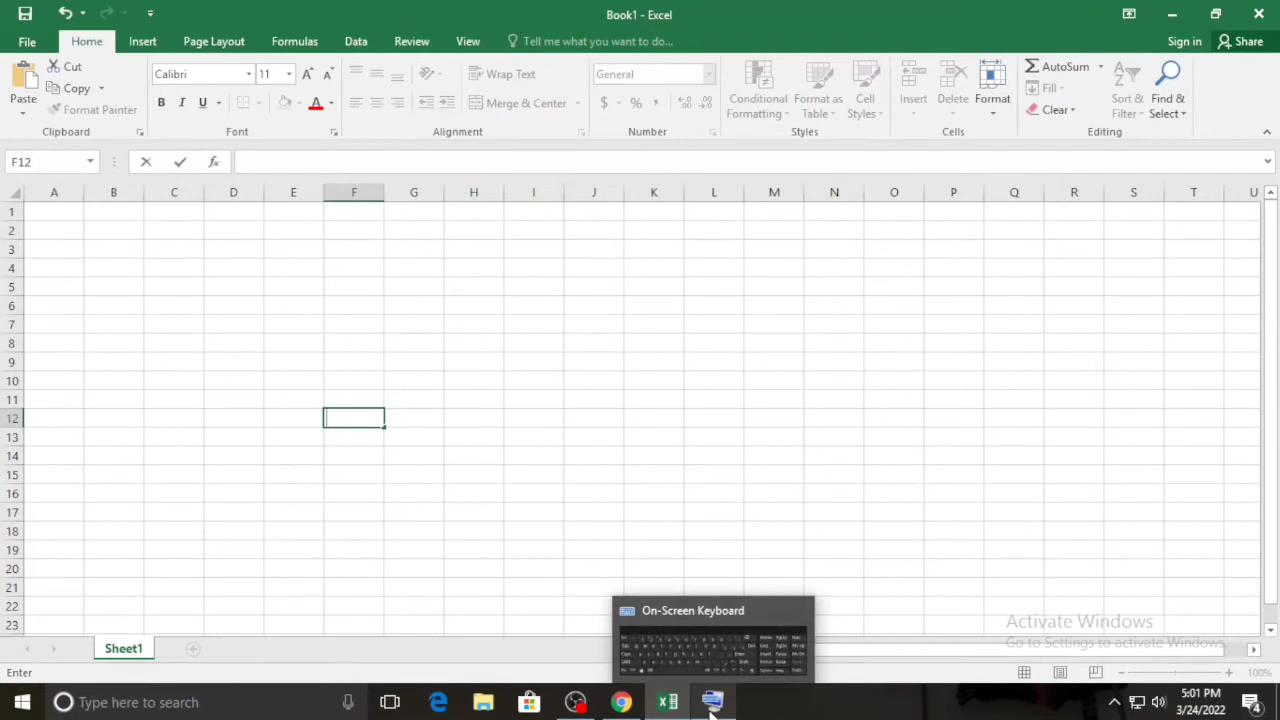 Book1 - Excel
File Home Insert Page Layout Formulas Data Review View Tell me what you want to do... Sign in Share
Cut
Copy
Format Painter
Paste
Clipboard
Calibri 11
B I U A
Font
Wrap Text
Merge & Center
Alignment
General
$ % ,
Number
Conditional Formatting
Format as Table
Cell Styles
Styles
Insert Delete Format
Cells
AutoSum
Fill
Clear
Sort & Filter
Find & Select
Editing
F12 fx
A B C D E F G H I J K L M N O P Q R S T U
1
2
3
4
5
6
7
8
9
10
11
12
13
14
15
16
17
18
19
20
21
22
23
Activate Windows
Go to Settings to activate Windows.
On-Screen Keyboard
Sheet1
100%
Type here to search
5:01 PM
3/24/2022
4